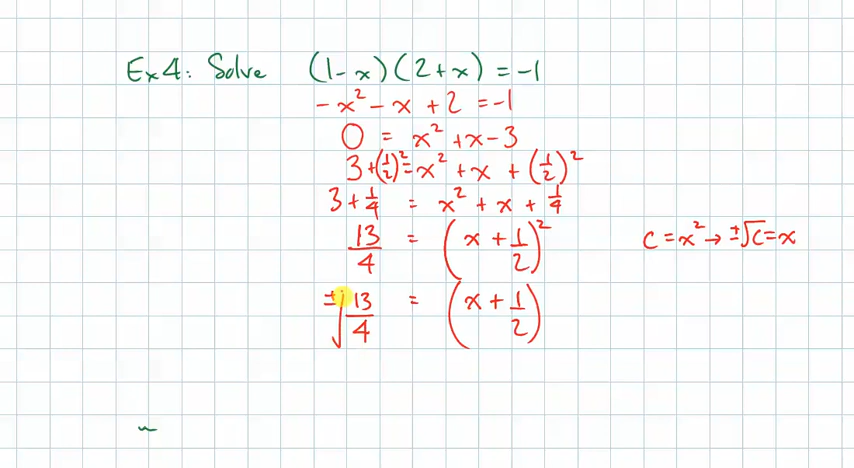 Ex4: Solve (1-x)(2+x) = -1
-x² - x + 2 = -1
0 = x² + x - 3
3 + (1/2)² = x² + x + (1/2)²
3 + 1/4 = x² + x + 1/4
13/4 = (x + 1/2)²
c = x² → ±√c = x
±√13/4 = (x + 1/2)